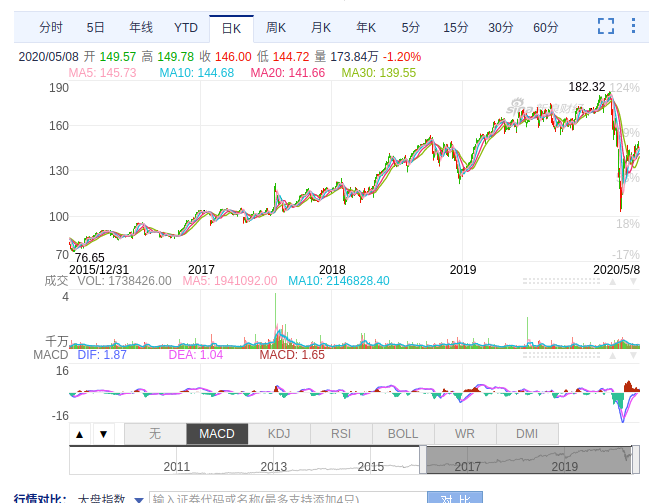 分时 5日 年线 YTD 日K 周K 月K 年K 5分 15分 30分 60分
2020/05/08 开 149.57 高 149.78 收 146.00 低 144.72 量 173.84万 -1.20%
MA5: 145.73 MA10: 144.68 MA20: 141.66 MA30: 139.55
190 182.32 124%
sina 新浪财经
160
130
100 18%
70 76.65 -17%
2015/12/31 2017 2018 2019 2020/5/8
成交 VOL: 1738426.00 MA5: 1941092.00 MA10: 2146828.40
4
千万
MACD DIF: 1.87 DEA: 1.04 MACD: 1.65
16
-16
▲ ▼ 无 MACD KDJ RSI BOLL WR DMI
2011 2013 2015 2017 2019
行情对比: 大盘指数 输入证券代码或名称(最多支持添加4只) 对 比